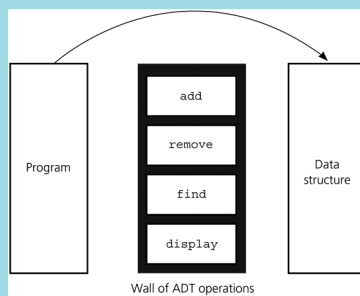 Program
add
remove
find
display
Data
structure
Wall of ADT operations